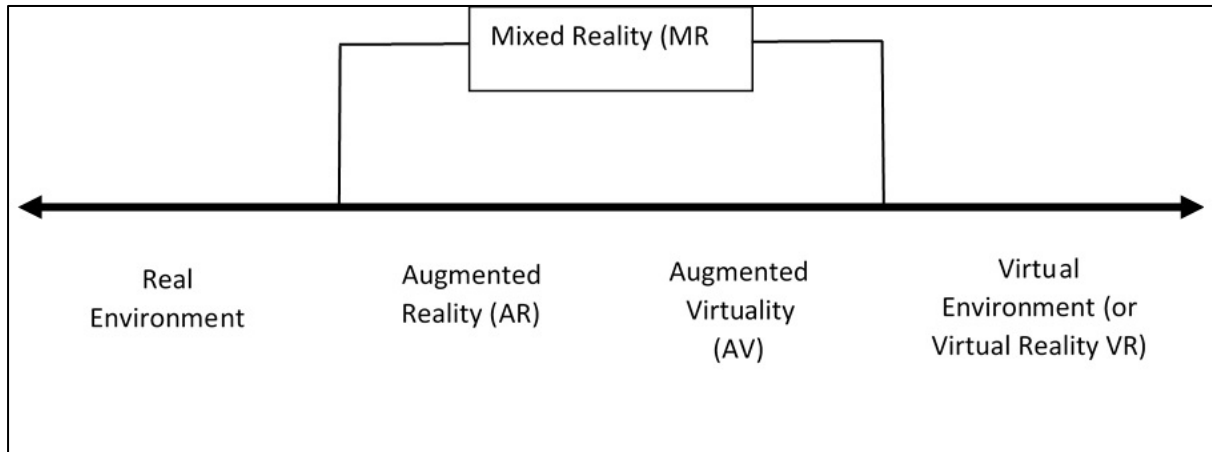 Mixed Reality (MR
Real
Environment
Augmented
Reality (AR)
Augmented
Virtuality
(AV)
Virtual
Environment (or
Virtual Reality VR)